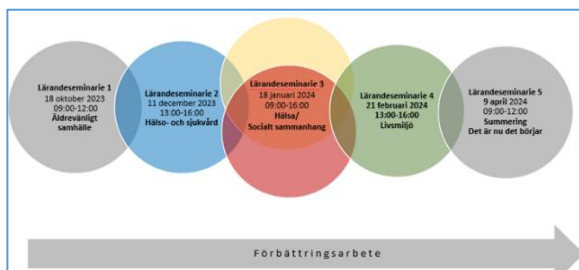 Lärandeseminarie 1
18 oktober 2023
09:00-12:00
Äldrevänligt
samhälle
Lärandeseminarie 2
11 december 2023
13:00-16:00
Hälso- och sjukvård
Lärandeseminarie 3
18 januari 2024
09:00-16:00
Hälsa/
Socialt sammanhang
Lärandeseminarie 4
21 februari 2024
13:00-16:00
Livsmiljö
Lärandeseminarie 5
9 april 2024
09:00-12:00
Summering
Det är nu det börjar
Förbättringsarbete